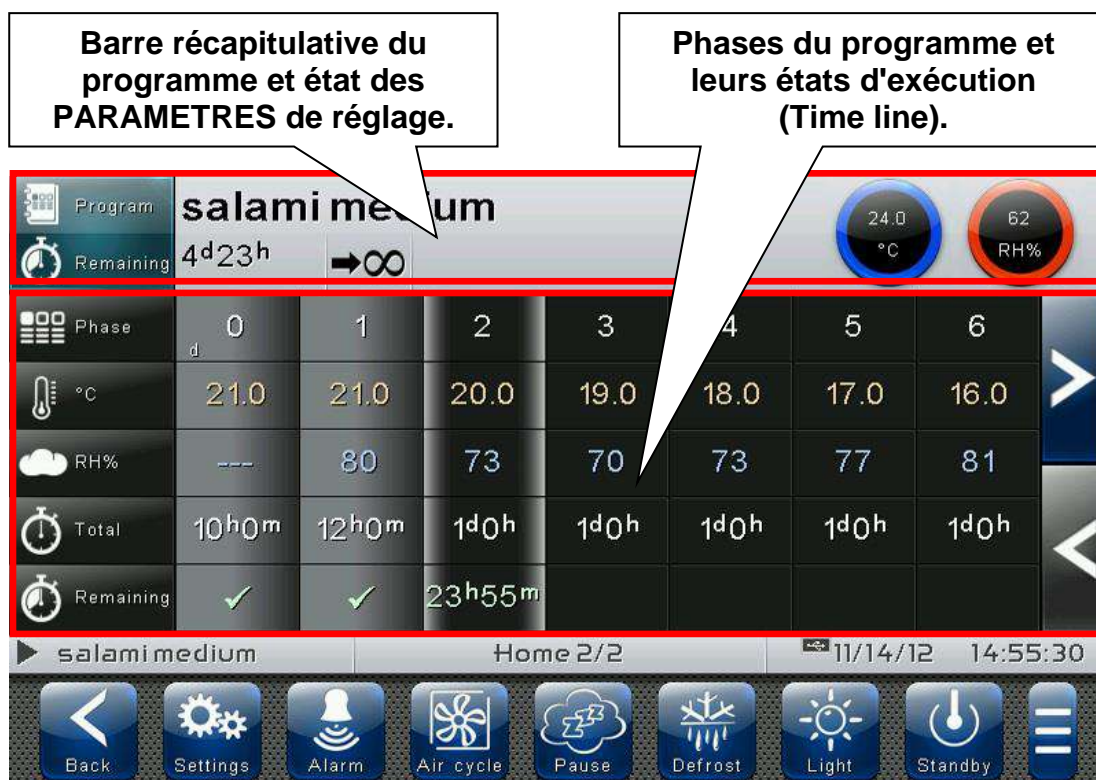 Barre récapitulative du
programme et état des
PARAMETRES de réglage.
Phases du programme et
leurs états d'exécution
(Time line).
Program salami medium 24.0 62
°C RH%
Remaining 4d23h ➡∞
Phase 0 1 2 3 4 5 6
d
°C 21.0 21.0 20.0 19.0 18.0 17.0 16.0
RH% --- 80 73 70 73 77 81
Total 10h0m 12h0m 1d0h 1d0h 1d0h 1d0h 1d0h
Remaining ✓ ✓ 23h55m
salami medium Home 2/2 11/14/12 14:55:30
Back Settings Alarm Air cycle Pause Defrost Light Standby